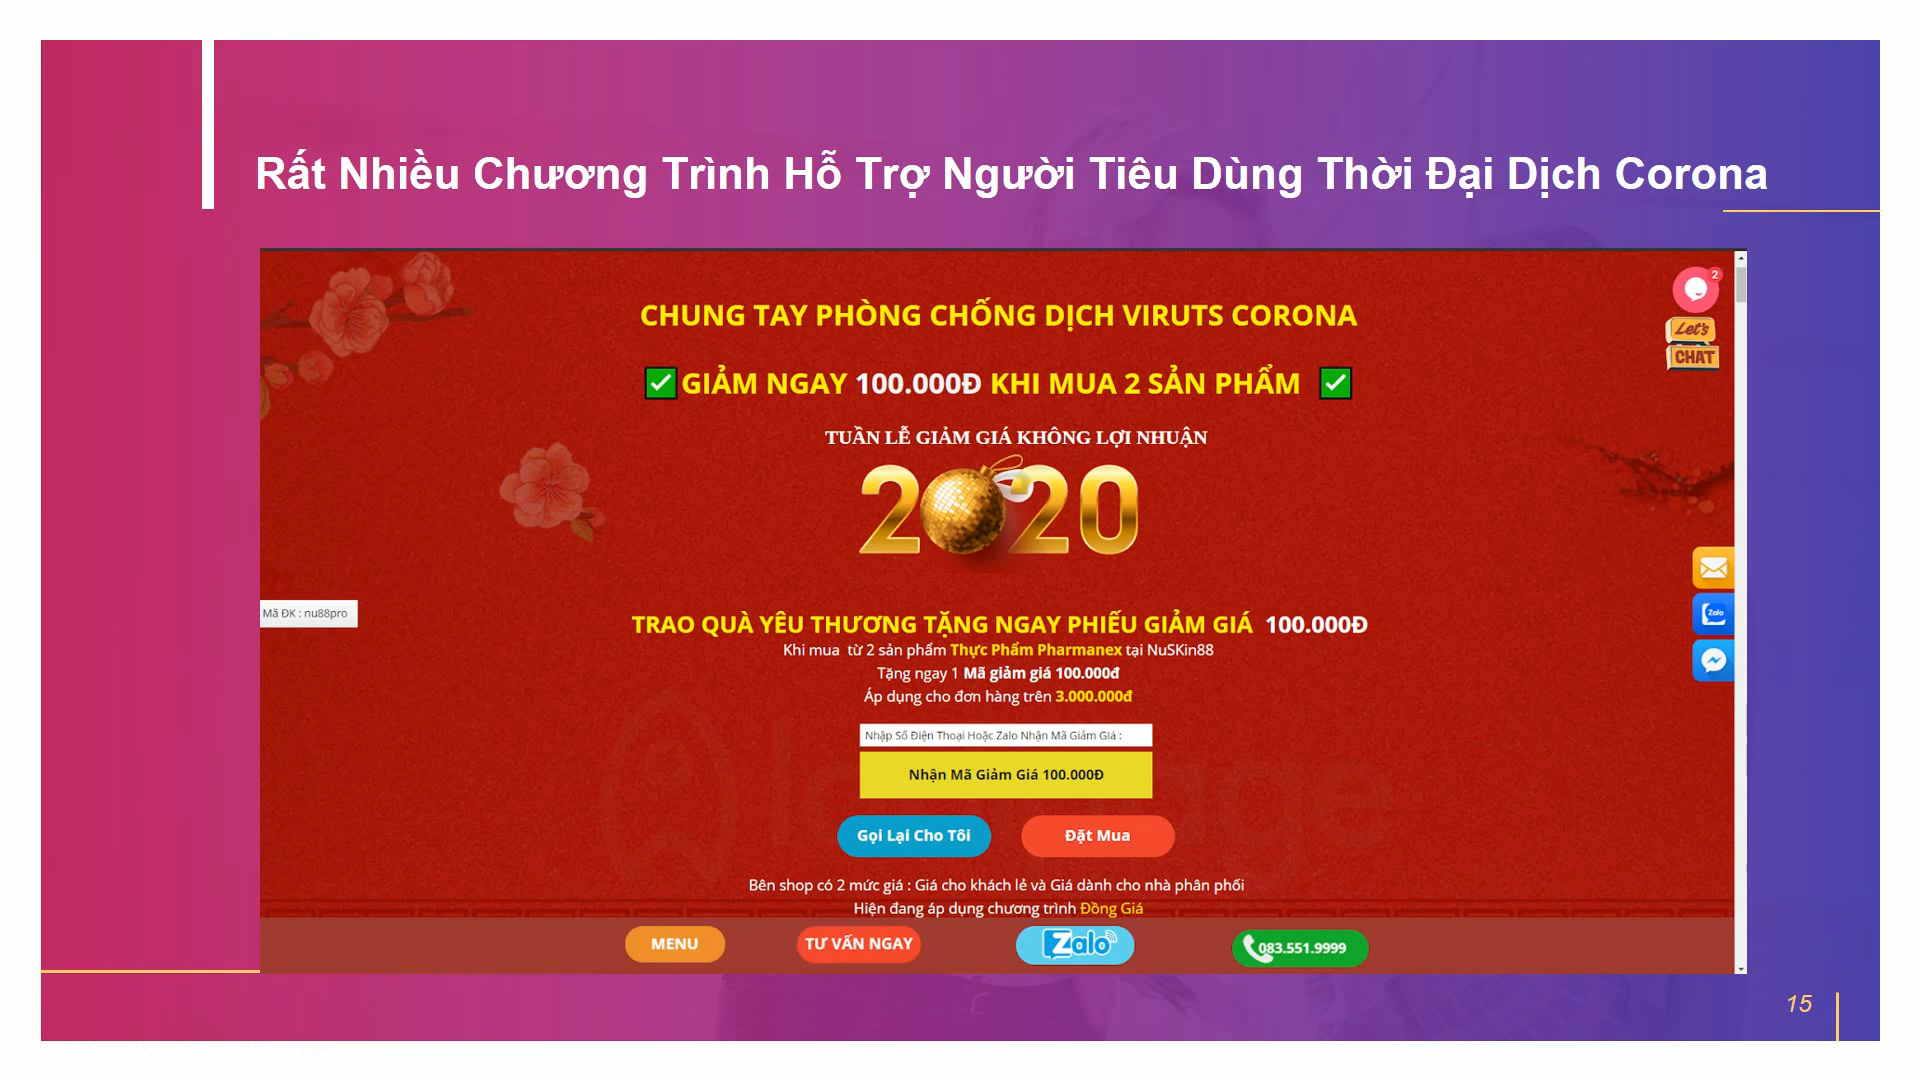 Rất Nhiều Chương Trình Hỗ Trợ Người Tiêu Dùng Thời Đại Dịch Corona
2
Let's
CHAT
CHUNG TAY PHÒNG CHỐNG DỊCH VIRUTS CORONA
GIẢM NGAY 100.000Đ KHI MUA 2 SẢN PHẨM
TUẦN LỄ GIẢM GIÁ KHÔNG LỢI NHUẬN
2020
Mã ĐK : nu88pro
Zalo
TRAO QUÀ YÊU THƯƠNG TẶNG NGAY PHIẾU GIẢM GIÁ 100.000Đ
Khi mua từ 2 sản phẩm Thực Phẩm Pharmanex tại NuSKin88
Tặng ngay 1 Mã giảm giá 100.000đ
Áp dụng cho đơn hàng trên 3.000.000đ
Nhập Số Điện Thoại Hoặc Zalo Nhận Mã Giảm Giá :
Nhận Mã Giảm Giá 100.000Đ
Gọi Lại Cho Tôi
Đặt Mua
Bên shop có 2 mức giá : Giá cho khách lẻ và Giá dành cho nhà phân phối
Hiện đang áp dụng chương trình Đồng Giá
MENU
TƯ VẤN NGAY
Zalo
083.551.9999
15